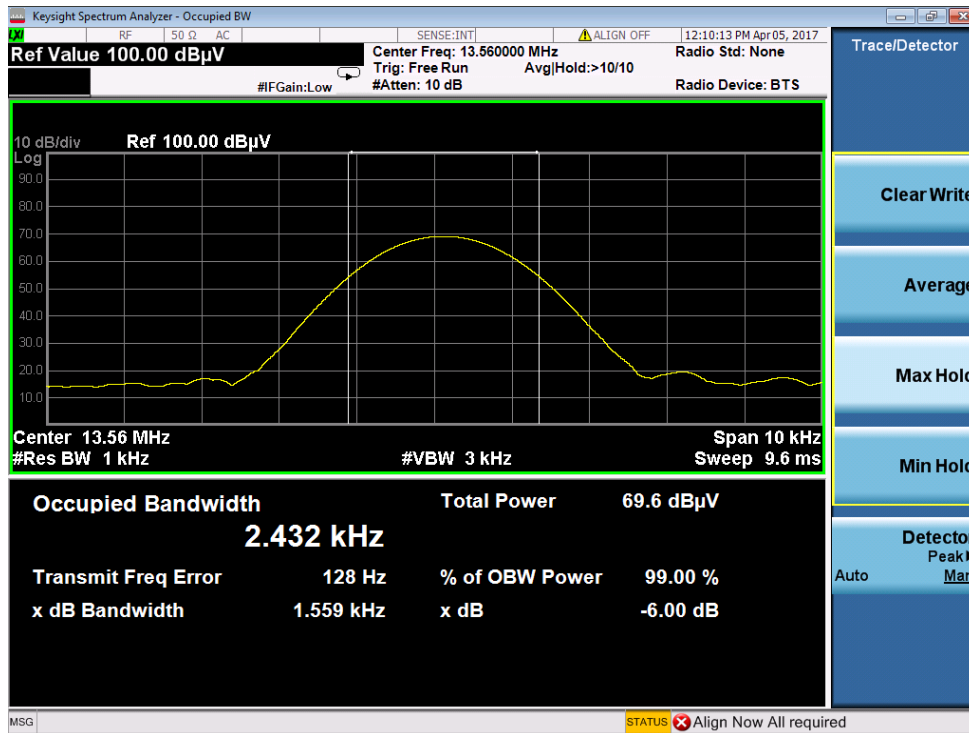 Keysight Spectrum Analyzer - Occupied BW
LXI RF 50 Ω AC SENSE:INT ALIGN OFF 12:10:13 PM Apr 05, 2017
Ref Value 100.00 dBµV
Center Freq: 13.560000 MHz Radio Std: None
Trig: Free Run Avg|Hold:>10/10
#IFGain:Low #Atten: 10 dB Radio Device: BTS
10 dB/div Ref 100.00 dBµV
Log
90.0
80.0
70.0
60.0
50.0
40.0
30.0
20.0
10.0
Center 13.56 MHz Span 10 kHz
#Res BW 1 kHz #VBW 3 kHz Sweep 9.6 ms
Occupied Bandwidth Total Power 69.6 dBµV
2.432 kHz
Transmit Freq Error 128 Hz % of OBW Power 99.00 %
x dB Bandwidth 1.559 kHz x dB -6.00 dB
Trace/Detector
Clear Write
Average
Max Hold
Min Hold
Detector
Peak
Auto Man
MSG STATUS Align Now All required